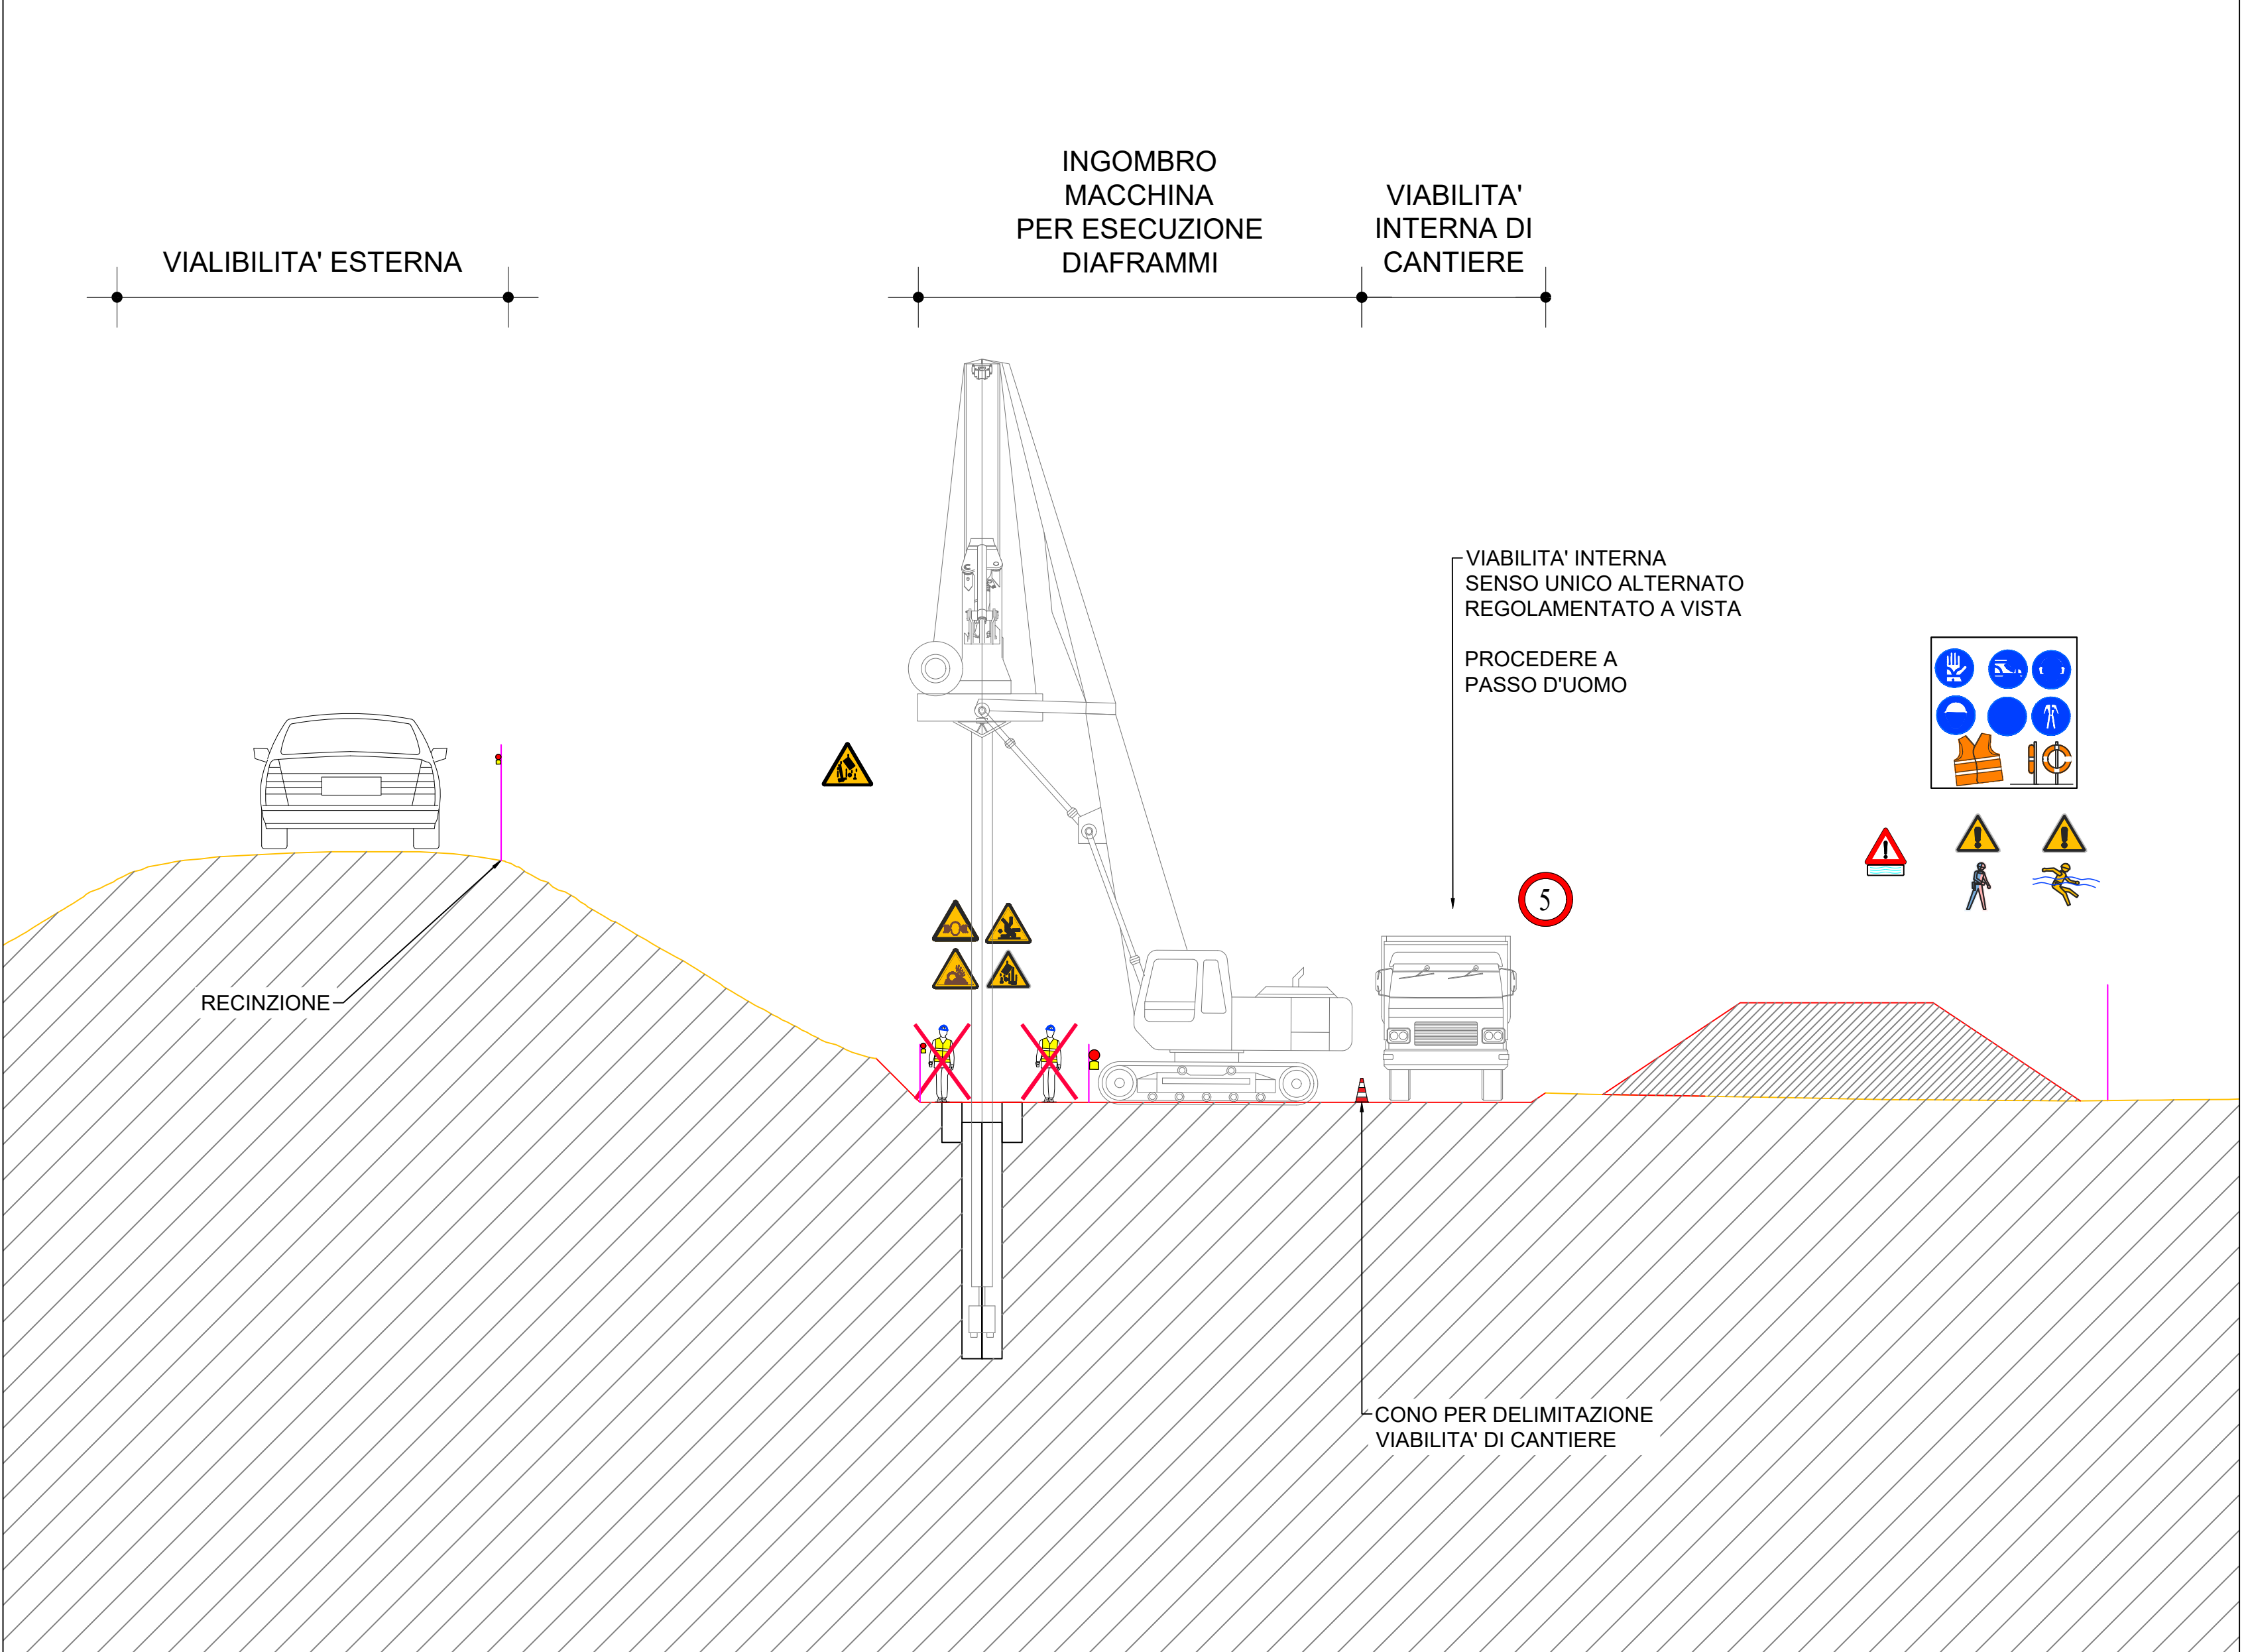 INGOMBRO
MACCHINA
PER ESECUZIONE
DIAFRAMMI
VIABILITA'
INTERNA DI
CANTIERE
VIALIBILITA' ESTERNA
VIABILITA' INTERNA
SENSO UNICO ALTERNATO
REGOLAMENTATO A VISTA
PROCEDERE A
PASSO D'UOMO
5
RECINZIONE
CONO PER DELIMITAZIONE
VIABILITA' DI CANTIERE